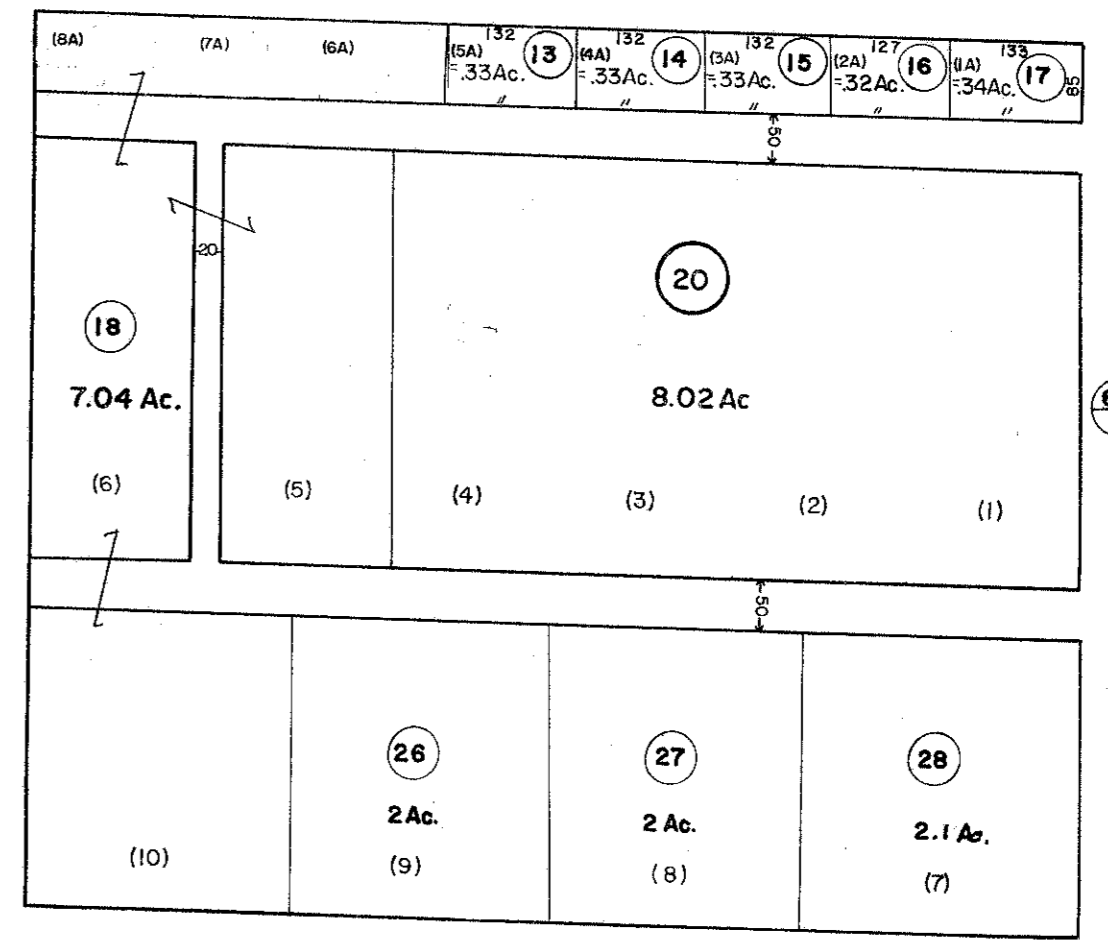 (8A) (7A) (6A)
132
(5A) 13
=.33Ac.
"
132
(4A) 14
=.33Ac.
"
132
(3A) 15
=.33Ac.
"
127
(2A) 16
=.32Ac.
"
133
(1A) 17
=.34Ac.
"
85
50
20
20
18
7.04 Ac.
8.02 Ac
(6) (5) (4) (3) (2) (1)
50
26 27 28
2 Ac. 2 Ac. 2.1 Ac.
(10) (9) (8) (7)